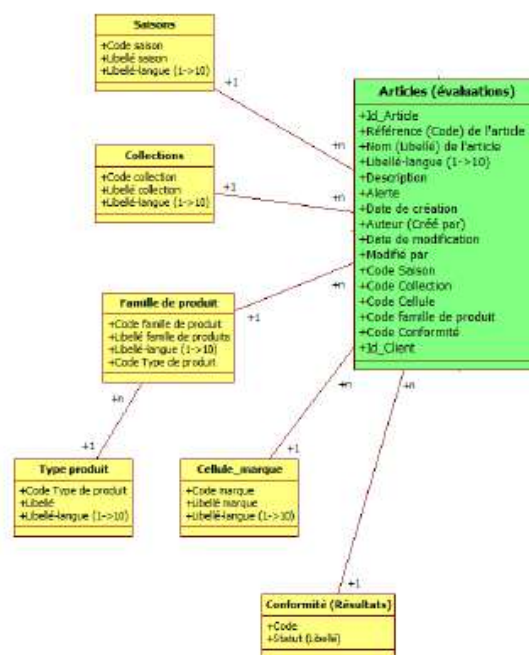 Saisons
+Code saison
+Libellé saison
+Libellé-langue (1->10)
+1
+n
Articles (évaluations)
+Id_Article
+Référence (Code) de l'article
+Nom (Libellé) de l'article
+Libellé-langue (1->10)
+Description
+Alerte
+Date de création
+Auteur (Créé par)
+Date de modification
+Modifié par
+Code Saison
+Code Collection
+Code Cellule
+Code famille de produit
+Code Conformité
+Id_Client
Collections
+Code collection
+Libellé collection
+Libellé-langue (1->10)
+1
+n
Famille de produit
+Code famille de produit
+Libellé famille de produits
+Libellé-langue (1->10)
+Code Type de produit
+1
+n
+n
+1
Type produit
+Code Type de produit
+Libellé
+Libellé-langue (1->10)
+n
+1
Cellule_marque
+Code marque
+Libellé marque
+Libellé-langue (1->10)
+n
+1
Conformité (Résultats)
+Code
+Statut (Libellé)